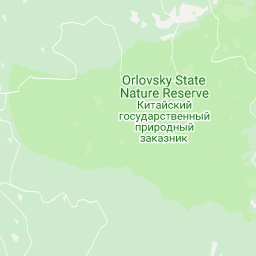 Orlovsky State
Nature Reserve
Китайский
государственный
природный
заказник